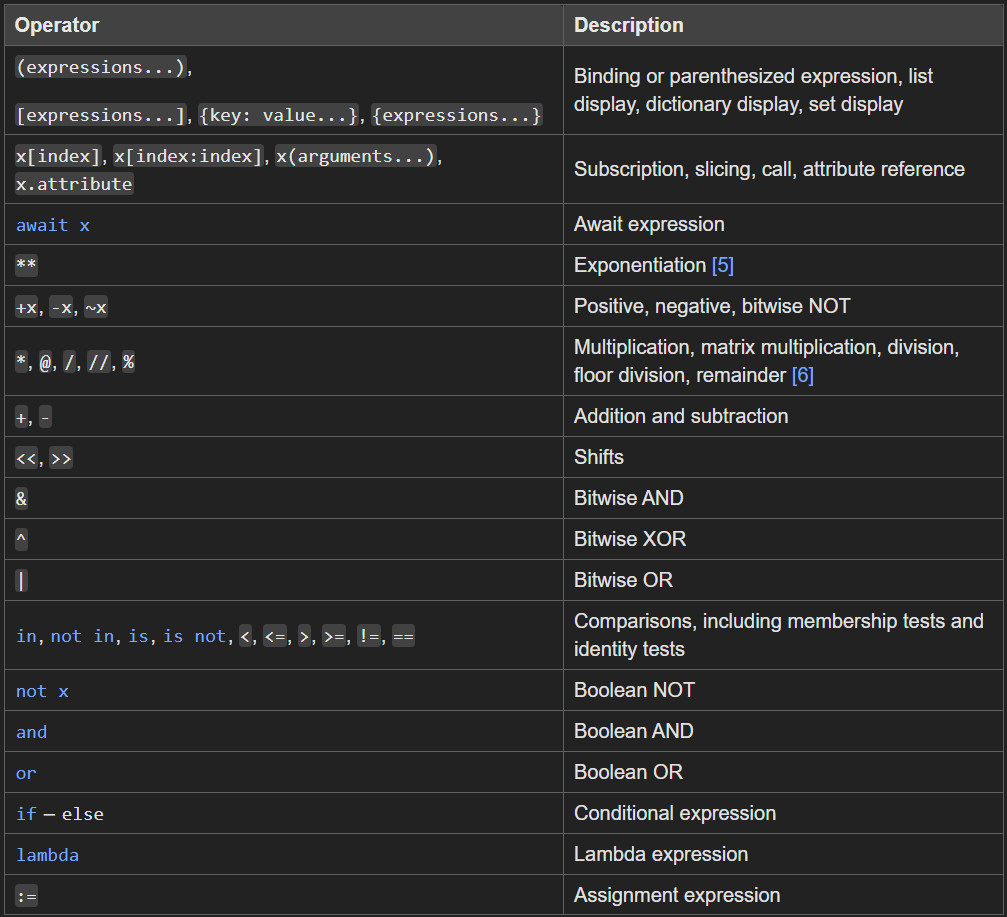 Operator Description
(expressions...),
[expressions...], {key: value...}, {expressions...}
Binding or parenthesized expression, list
display, dictionary display, set display
x[index], x[index:index], x(arguments...),
x.attribute
Subscription, slicing, call, attribute reference
await x Await expression
** Exponentiation [5]
+x, -x, ~x Positive, negative, bitwise NOT
*, @, /, //, %
Multiplication, matrix multiplication, division,
floor division, remainder [6]
+, - Addition and subtraction
<<, >> Shifts
& Bitwise AND
^ Bitwise XOR
| Bitwise OR
in, not in, is, is not, <, <=, >, >=, !=, ==
Comparisons, including membership tests and
identity tests
not x Boolean NOT
and Boolean AND
or Boolean OR
if – else Conditional expression
lambda Lambda expression
:= Assignment expression